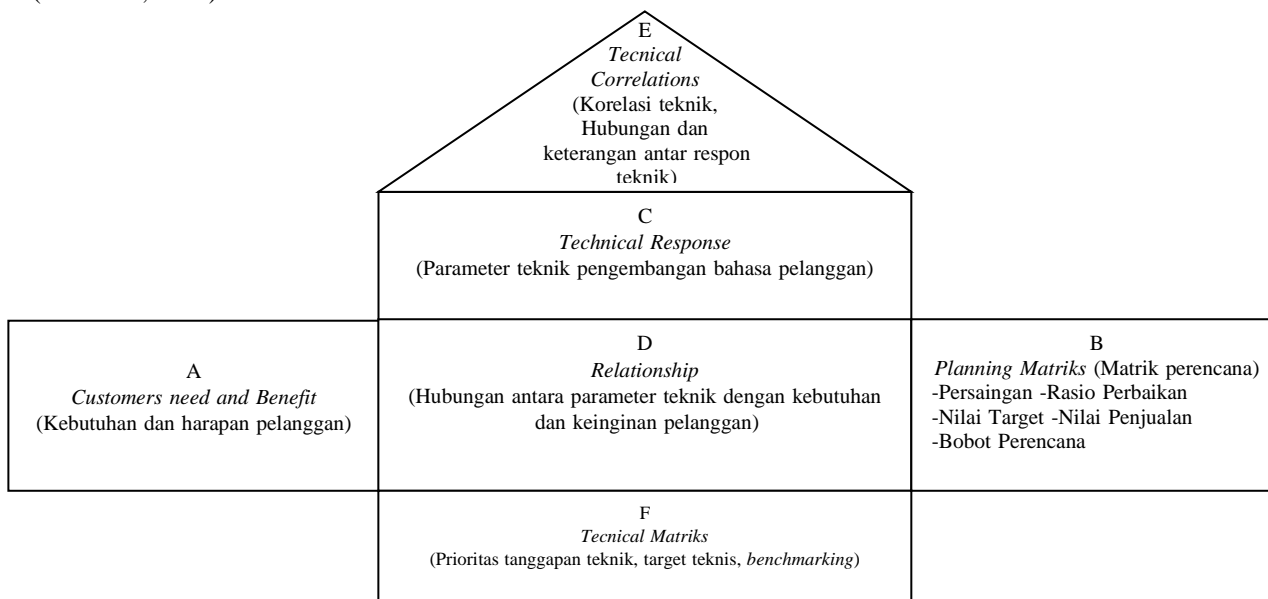 E
Tecnical
Correlations
(Korelasi teknik,
Hubungan dan
keterangan antar respon
teknik)
C
Technical Response
(Parameter teknik pengembangan bahasa pelanggan)
A
Customers need and Benefit
(Kebutuhan dan harapan pelanggan)
D
Relationship
(Hubungan antara parameter teknik dengan kebutuhan
dan keinginan pelanggan)
B
Planning Matriks (Matrik perencana)
-Persaingan -Rasio Perbaikan
-Nilai Target -Nilai Penjualan
-Bobot Perencana
F
Tecnical Matriks
(Prioritas tanggapan teknik, target teknis, benchmarking)